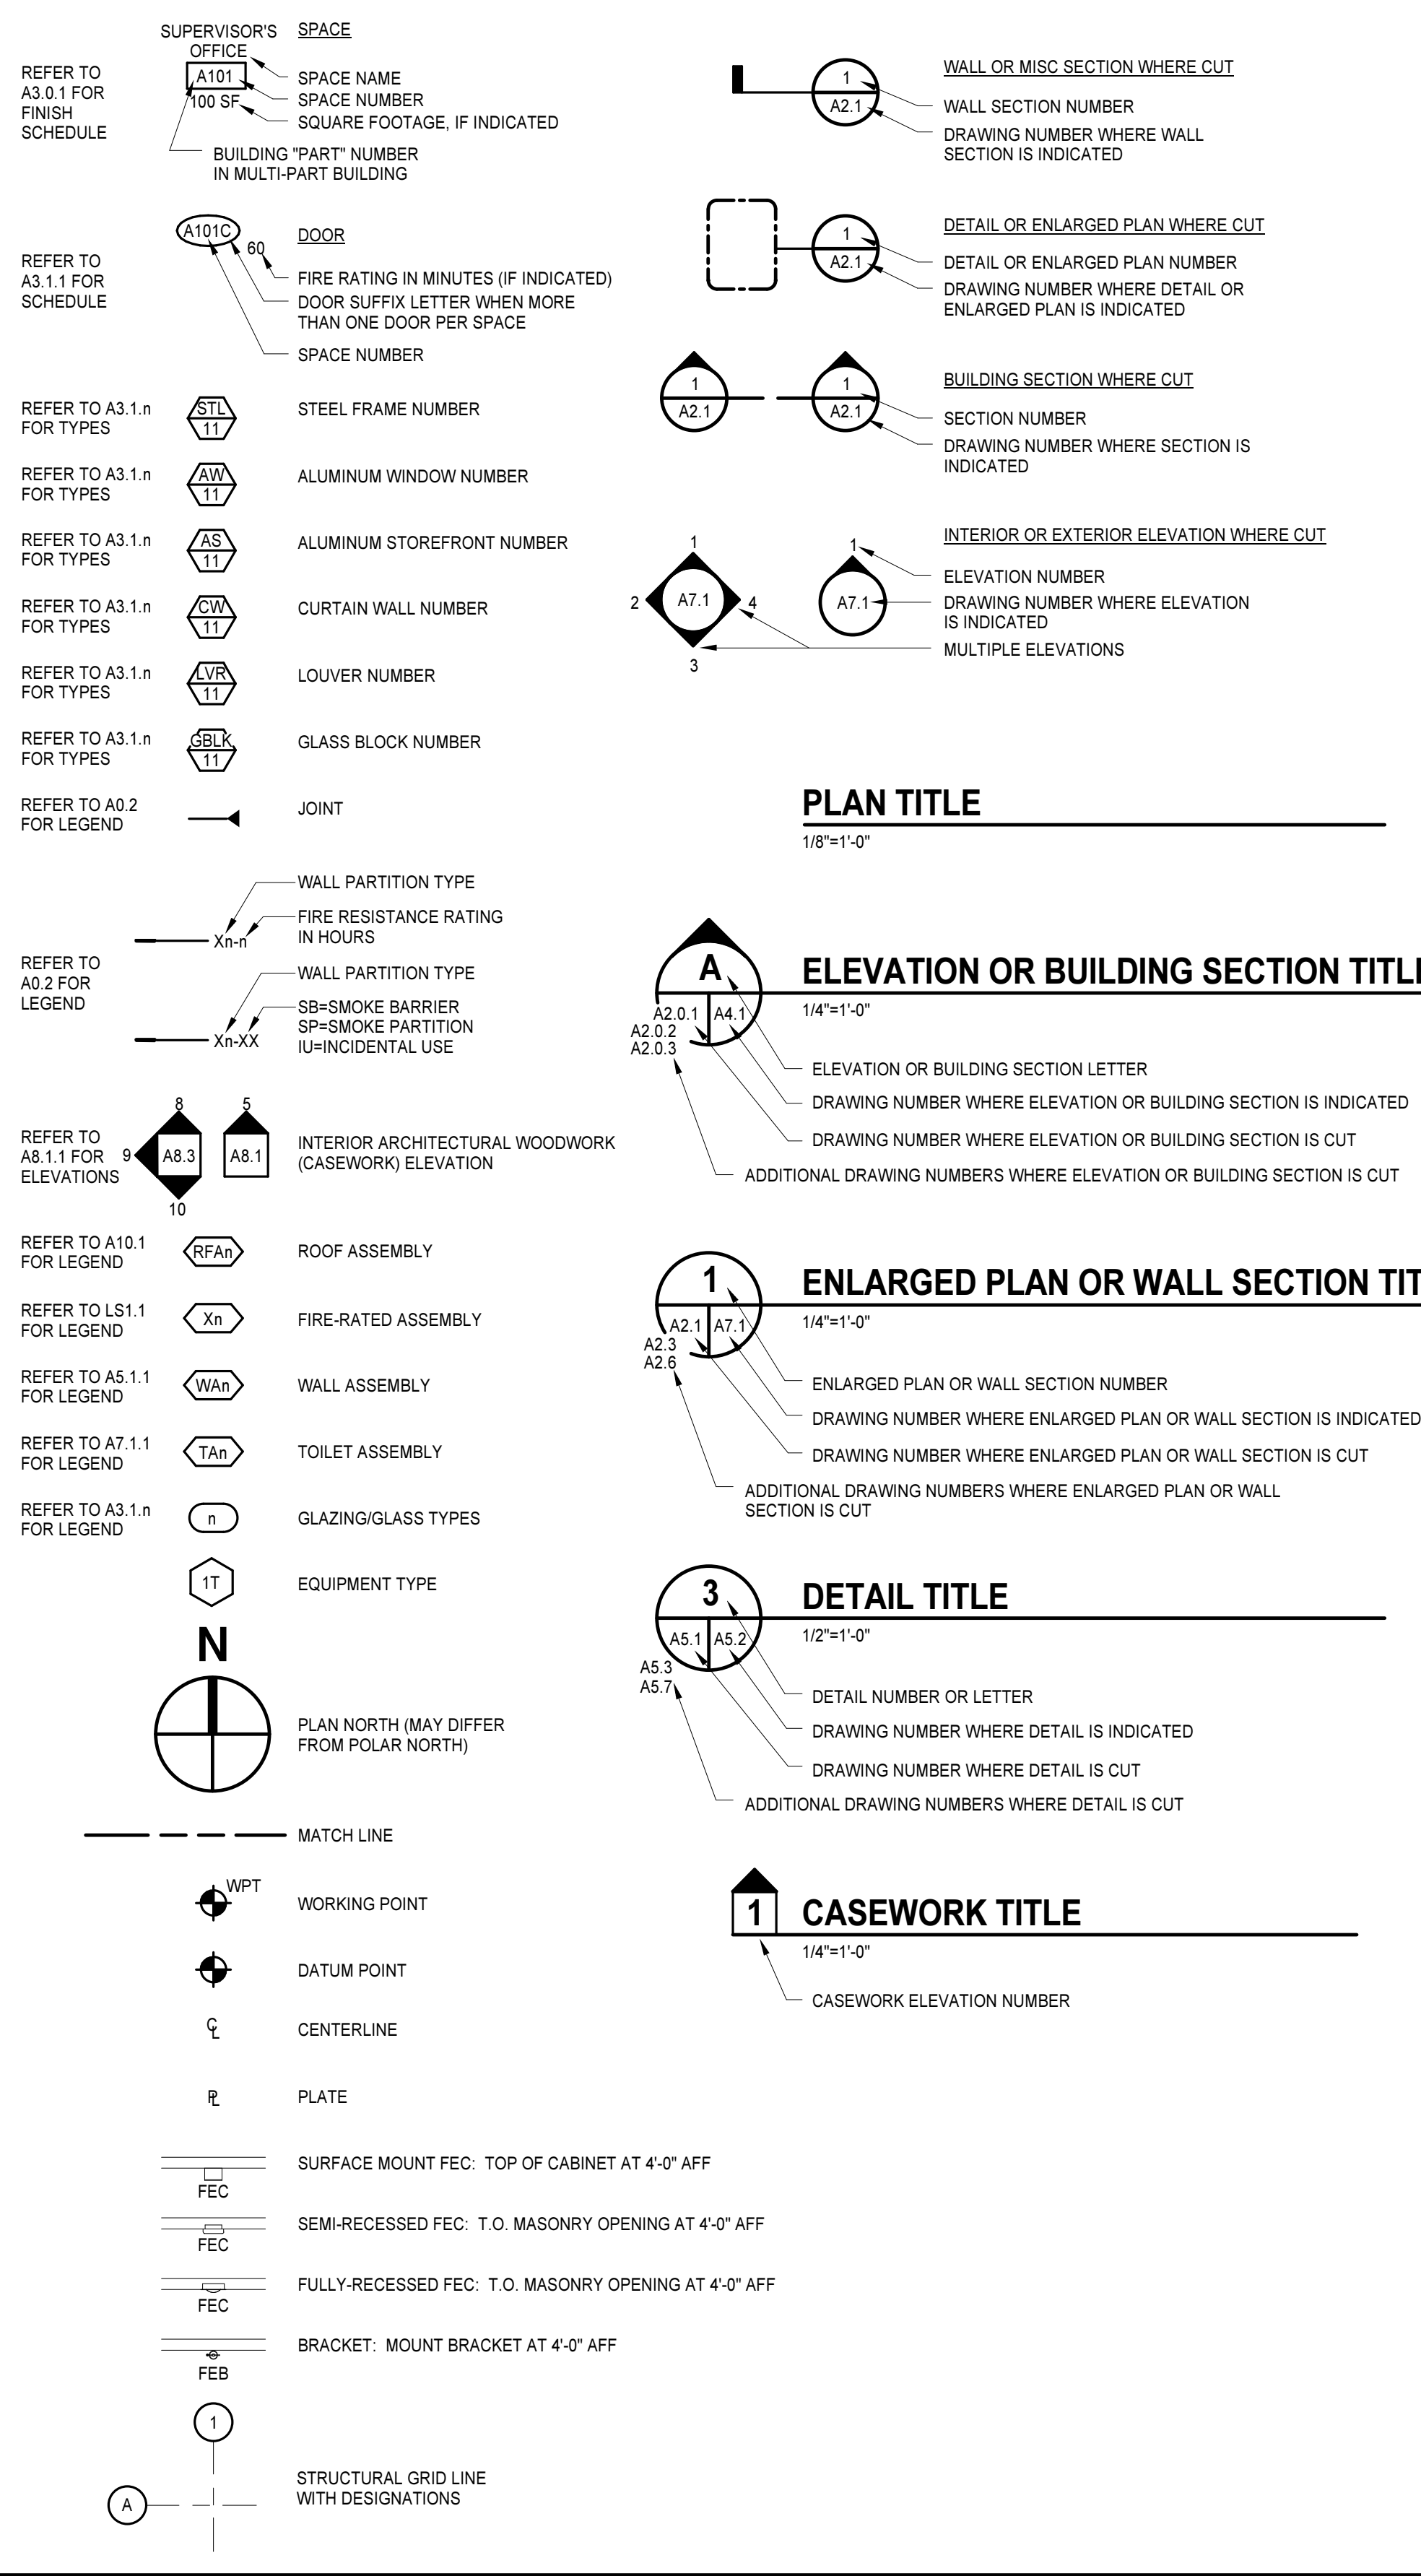 SUPERVISOR'S
OFFICE
A101
100 SF
SPACE
REFER TO
A3.0.1 FOR
FINISH
SCHEDULE
SPACE NAME
SPACE NUMBER
SQUARE FOOTAGE, IF INDICATED
BUILDING "PART" NUMBER
IN MULTI-PART BUILDING
A101C
60
DOOR
REFER TO
A3.1.1 FOR
SCHEDULE
FIRE RATING IN MINUTES (IF INDICATED)
DOOR SUFFIX LETTER WHEN MORE
THAN ONE DOOR PER SPACE
SPACE NUMBER
REFER TO A3.1.n
FOR TYPES
STL
11
STEEL FRAME NUMBER
REFER TO A3.1.n
FOR TYPES
AW
11
ALUMINUM WINDOW NUMBER
REFER TO A3.1.n
FOR TYPES
AS
11
ALUMINUM STOREFRONT NUMBER
REFER TO A3.1.n
FOR TYPES
CW
11
CURTAIN WALL NUMBER
REFER TO A3.1.n
FOR TYPES
LVR
11
LOUVER NUMBER
REFER TO A3.1.n
FOR TYPES
GBLK
11
GLASS BLOCK NUMBER
REFER TO A0.2
FOR LEGEND
JOINT
REFER TO
A0.2 FOR
LEGEND
WALL PARTITION TYPE
FIRE RESISTANCE RATING
IN HOURS
Xn-n
WALL PARTITION TYPE
SB=SMOKE BARRIER
SP=SMOKE PARTITION
IU=INCIDENTAL USE
Xn-XX
REFER TO
A8.1.1 FOR
ELEVATIONS
8
9
A8.3
10
5
A8.1
INTERIOR ARCHITECTURAL WOODWORK
(CASEWORK) ELEVATION
REFER TO A10.1
FOR LEGEND
RFAn
ROOF ASSEMBLY
REFER TO LS1.1
FOR LEGEND
Xn
FIRE-RATED ASSEMBLY
REFER TO A5.1.1
FOR LEGEND
WAn
WALL ASSEMBLY
REFER TO A7.1.1
FOR LEGEND
TAn
TOILET ASSEMBLY
REFER TO A3.1.n
FOR LEGEND
n
GLAZING/GLASS TYPES
1T
EQUIPMENT TYPE
N
PLAN NORTH (MAY DIFFER
FROM POLAR NORTH)
MATCH LINE
WPT
WORKING POINT
DATUM POINT
CL
CENTERLINE
PL
PLATE
SURFACE MOUNT FEC: TOP OF CABINET AT 4'-0" AFF
FEC
SEMI-RECESSED FEC: T.O. MASONRY OPENING AT 4'-0" AFF
FEC
FULLY-RECESSED FEC: T.O. MASONRY OPENING AT 4'-0" AFF
FEC
BRACKET: MOUNT BRACKET AT 4'-0" AFF
FEB
1
A
STRUCTURAL GRID LINE
WITH DESIGNATIONS
1
A2.1
WALL OR MISC SECTION WHERE CUT
WALL SECTION NUMBER
DRAWING NUMBER WHERE WALL
SECTION IS INDICATED
1
A2.1
DETAIL OR ENLARGED PLAN WHERE CUT
DETAIL OR ENLARGED PLAN NUMBER
DRAWING NUMBER WHERE DETAIL OR
ENLARGED PLAN IS INDICATED
1
A2.1
1
A2.1
BUILDING SECTION WHERE CUT
SECTION NUMBER
DRAWING NUMBER WHERE SECTION IS
INDICATED
1
2
A7.1
4
3
1
A7.1
INTERIOR OR EXTERIOR ELEVATION WHERE CUT
ELEVATION NUMBER
DRAWING NUMBER WHERE ELEVATION
IS INDICATED
MULTIPLE ELEVATIONS
PLAN TITLE
1/8"=1'-0"
A
A2.0.1
A4.1
A2.0.2
A2.0.3
ELEVATION OR BUILDING SECTION TITL
1/4"=1'-0"
ELEVATION OR BUILDING SECTION LETTER
DRAWING NUMBER WHERE ELEVATION OR BUILDING SECTION IS INDICATED
DRAWING NUMBER WHERE ELEVATION OR BUILDING SECTION IS CUT
ADDITIONAL DRAWING NUMBERS WHERE ELEVATION OR BUILDING SECTION IS CUT
1
A2.1
A7.1
A2.3
A2.6
ENLARGED PLAN OR WALL SECTION TIT
1/4"=1'-0"
ENLARGED PLAN OR WALL SECTION NUMBER
DRAWING NUMBER WHERE ENLARGED PLAN OR WALL SECTION IS INDICATED
DRAWING NUMBER WHERE ENLARGED PLAN OR WALL SECTION IS CUT
ADDITIONAL DRAWING NUMBERS WHERE ENLARGED PLAN OR WALL
SECTION IS CUT
3
A5.1
A5.2
A5.3
A5.7
DETAIL TITLE
1/2"=1'-0"
DETAIL NUMBER OR LETTER
DRAWING NUMBER WHERE DETAIL IS INDICATED
DRAWING NUMBER WHERE DETAIL IS CUT
ADDITIONAL DRAWING NUMBERS WHERE DETAIL IS CUT
1
CASEWORK TITLE
1/4"=1'-0"
CASEWORK ELEVATION NUMBER